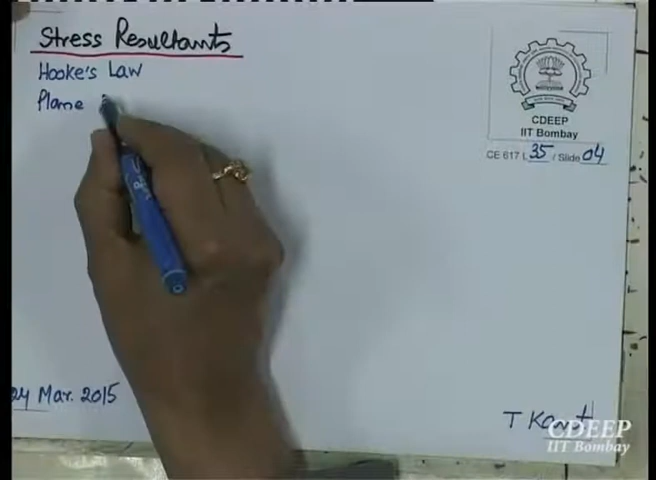 Stress Resultants
Hooke's Law
Plane
CDEEP
IIT Bombay
CE 617 L 35 / Slide 04
24 Mar. 2015
T Kant
CDEEP
IIT Bombay